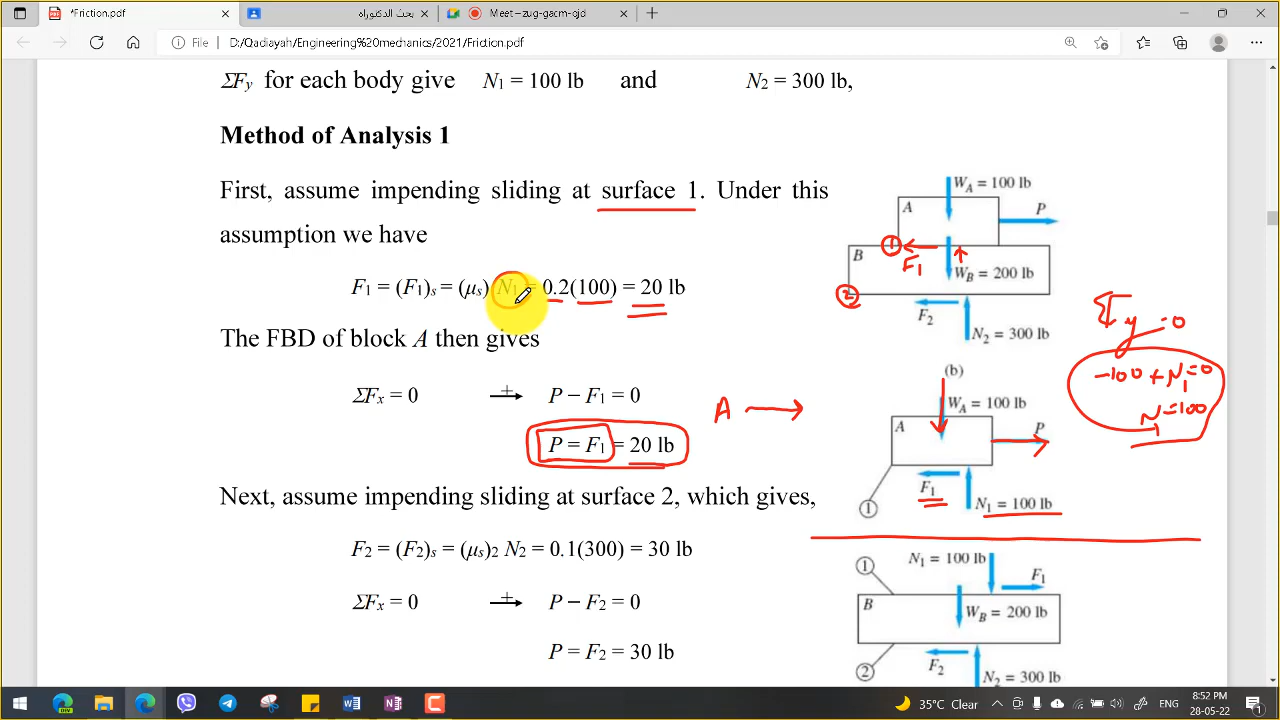 *Friction.pdf
بحث الدكتوراه
Meet-zug-gacm-qjd
File
D:/Qadiayah/Engineering%20mechanics/2021/Friction.pdf
ΣFy for each body give N1 = 100 lb and N2 = 300 lb,
Method of Analysis 1
First, assume impending sliding at surface 1. Under this
assumption we have
F1 = (F1)s = (μs) N1 = 0.2(100) = 20 lb
The FBD of block A then gives
ΣFx = 0 + P − F1 = 0
P = F1 = 20 lb
Next, assume impending sliding at surface 2, which gives,
F2 = (F2)s = (μs)2 N2 = 0.1(300) = 30 lb
ΣFx = 0 + P − F2 = 0
P = F2 = 30 lb
WA = 100 lb
A
P
1
B
F1
WB = 200 lb
2
F2
N2 = 300 lb
(b)
Σy=0
-100+N1=0
N1=100
A →
WA = 100 lb
A
P
F1
1
N1 = 100 lb
1
N1 = 100 lb
F1
B
WB = 200 lb
F2
2
N2 = 300 lb
35°C Clear
ENG
8:52 PM
28-05-22
1